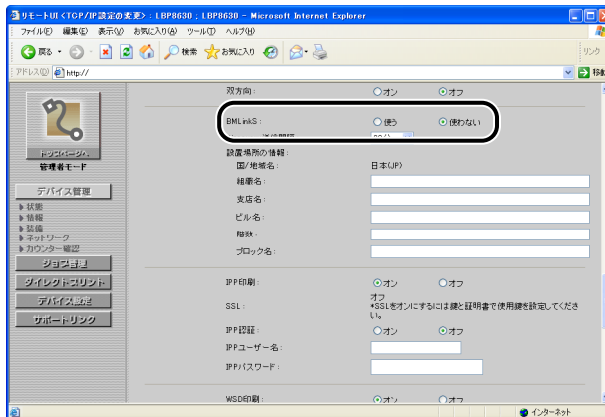 リモートUI <TCP/IP設定の変更> : LBP8630 ; LBP8630 - Microsoft Internet Explorer
ファイル(F) 編集(E) 表示(V) お気に入り(A) ツール(T) ヘルプ(H)
戻る 検索 お気に入り リンク
アドレス(D) http:// 移動
双方向 : オン オフ
BMLinkS : 使う 使わない
設置場所の情報 :
国/地域名 : 日本(JP)
組織名 :
支店名 :
ビル名 :
階数 :
ブロック名 :
IPP印刷 : オン オフ
SSL : オフ
*SSLをオンにするには鍵と証明書で使用鍵を設定してくださ
い。
IPP認証 : オン オフ
IPPユーザー名 :
IPPパスワード :
WSD印刷 : オン オフ
トップページへ
管理者モード
デバイス管理
状態
情報
装備
ネットワーク
カウンター確認
ジョブ管理
ダイレクトプリント
デバイス設定
サポートリンク
インターネット